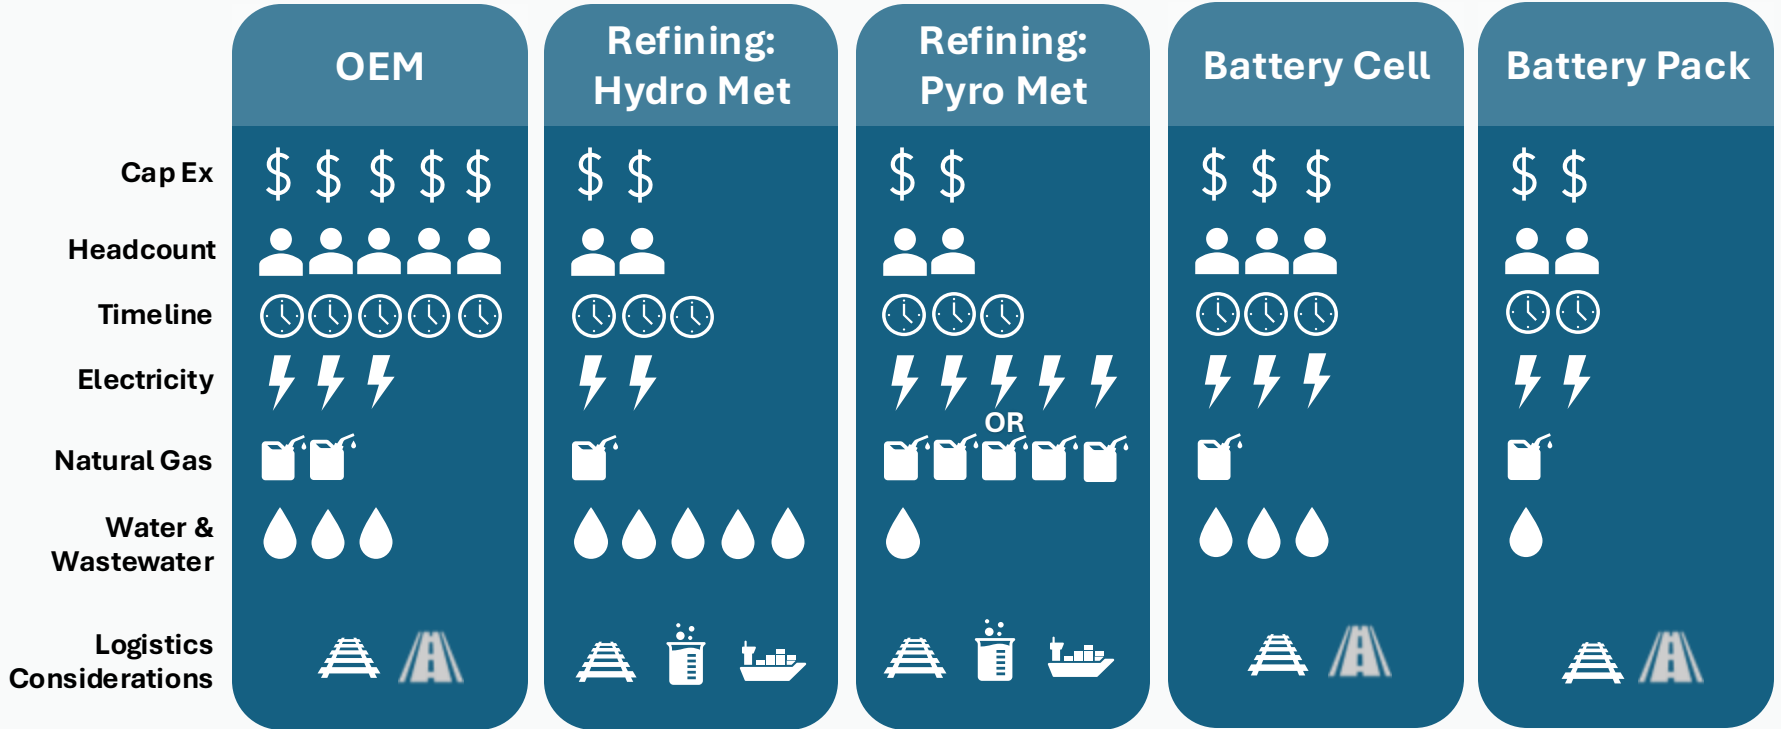 OEM
Refining:
Hydro Met
Refining:
Pyro Met
Battery Cell
Battery Pack
Cap Ex
$ $ $ $ $
$ $
$ $
$ $ $
$ $
Headcount
Timeline
Electricity
OR
Natural Gas
Water &
Wastewater
Logistics
Considerations